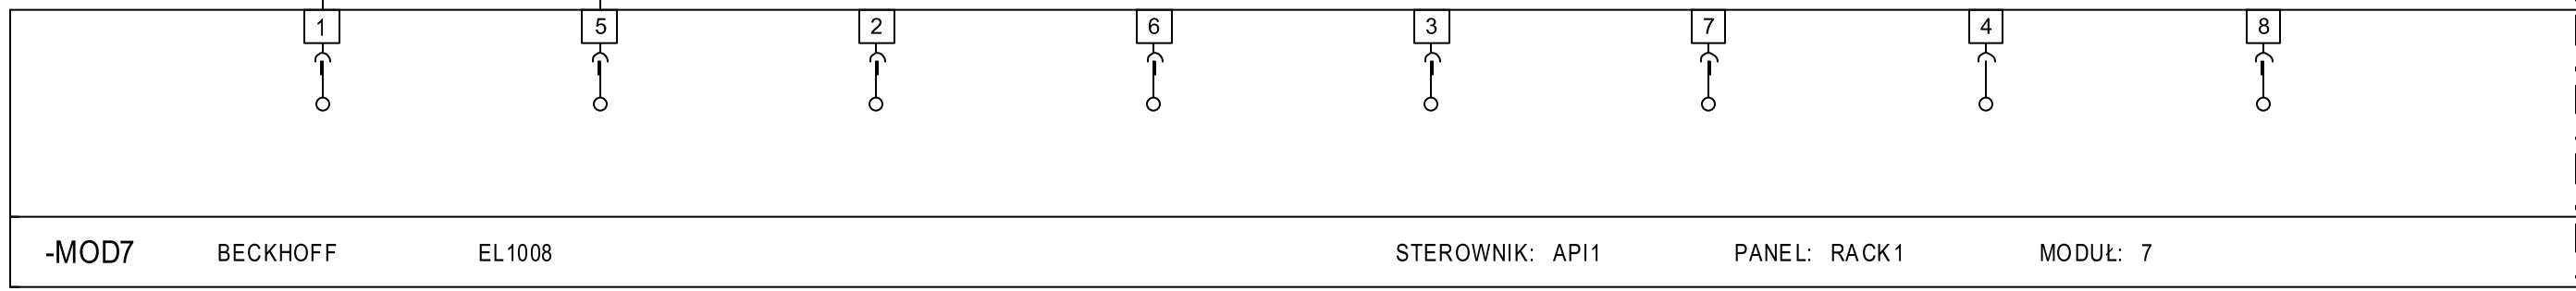 1 5 2 6 3 7 4 8
-MOD7 BECKHOFF EL1008 STEROWNIK: API1 PANEL: RACK1 MODUŁ: 7